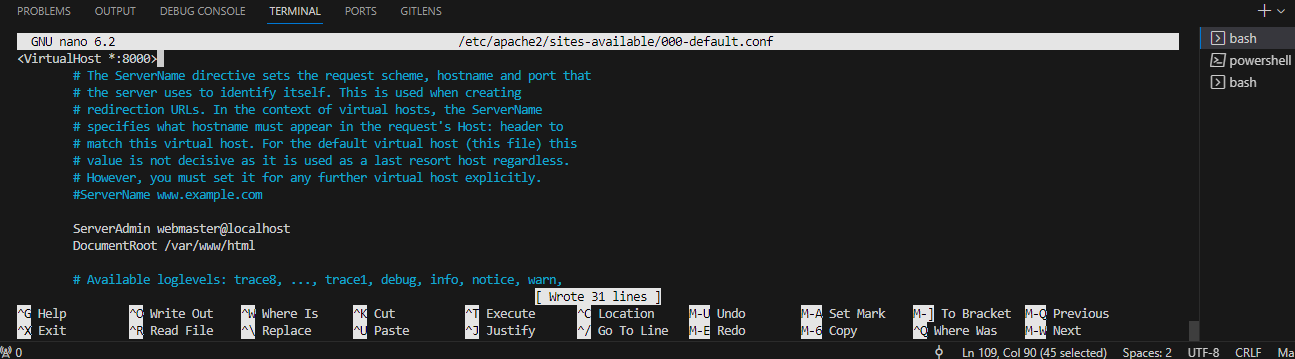 PROBLEMS OUTPUT DEBUG CONSOLE TERMINAL PORTS GITLENS
GNU nano 6.2 /etc/apache2/sites-available/000-default.conf
<VirtualHost *:8000>
# The ServerName directive sets the request scheme, hostname and port that
# the server uses to identify itself. This is used when creating
# redirection URLs. In the context of virtual hosts, the ServerName
# specifies what hostname must appear in the request's Host: header to
# match this virtual host. For the default virtual host (this file) this
# value is not decisive as it is used as a last resort host regardless.
# However, you must set it for any further virtual host explicitly.
#ServerName www.example.com
ServerAdmin webmaster@localhost
DocumentRoot /var/www/html
# Available loglevels: trace8, ..., trace1, debug, info, notice, warn,
[ Wrote 31 lines ]
^G Help ^O Write Out ^W Where Is ^K Cut ^T Execute ^C Location M-U Undo M-A Set Mark M-] To Bracket M-Q Previous
^X Exit ^R Read File ^\ Replace ^U Paste ^J Justify ^/ Go To Line M-E Redo M-6 Copy ^Q Where Was M-W Next
bash
powershell
bash
0 Ln 109, Col 90 (45 selected) Spaces: 2 UTF-8 CRLF Ma